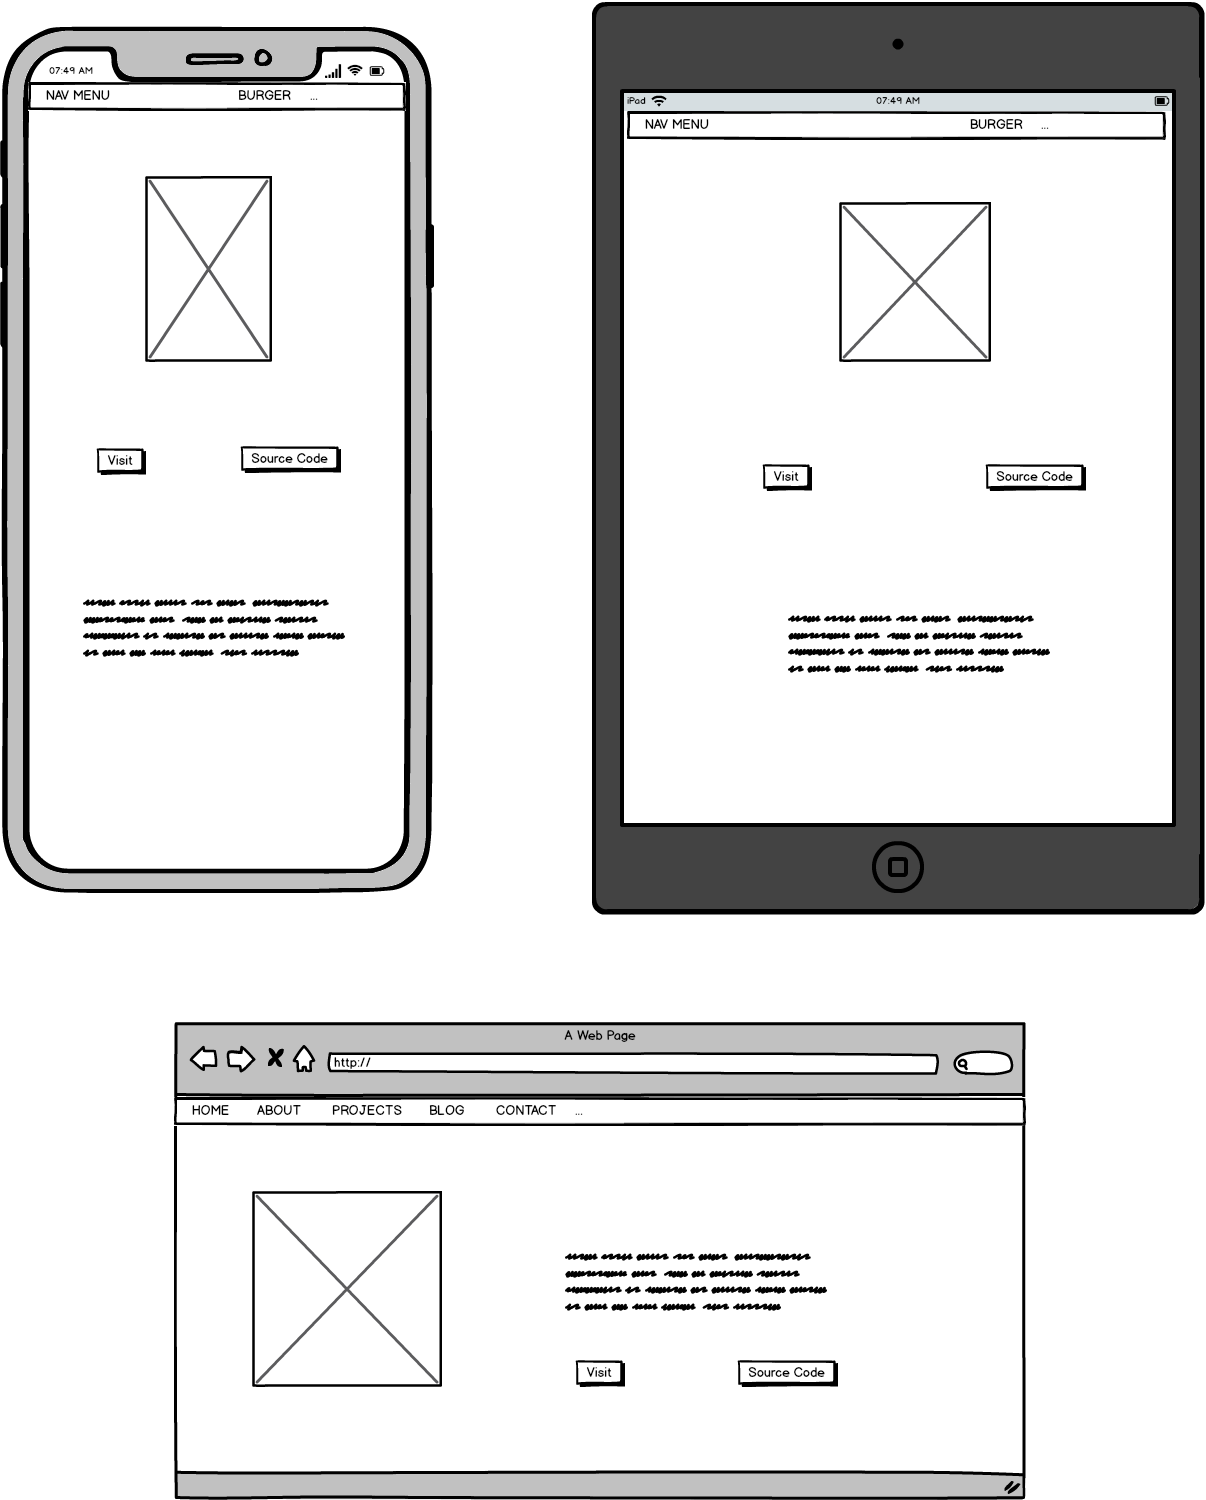 07:49 AM
NAV MENU BURGER ...
Visit Source Code
iPad 07:49 AM
NAV MENU BURGER ...
Visit Source Code
A Web Page
http://
HOME ABOUT PROJECTS BLOG CONTACT ...
Visit Source Code